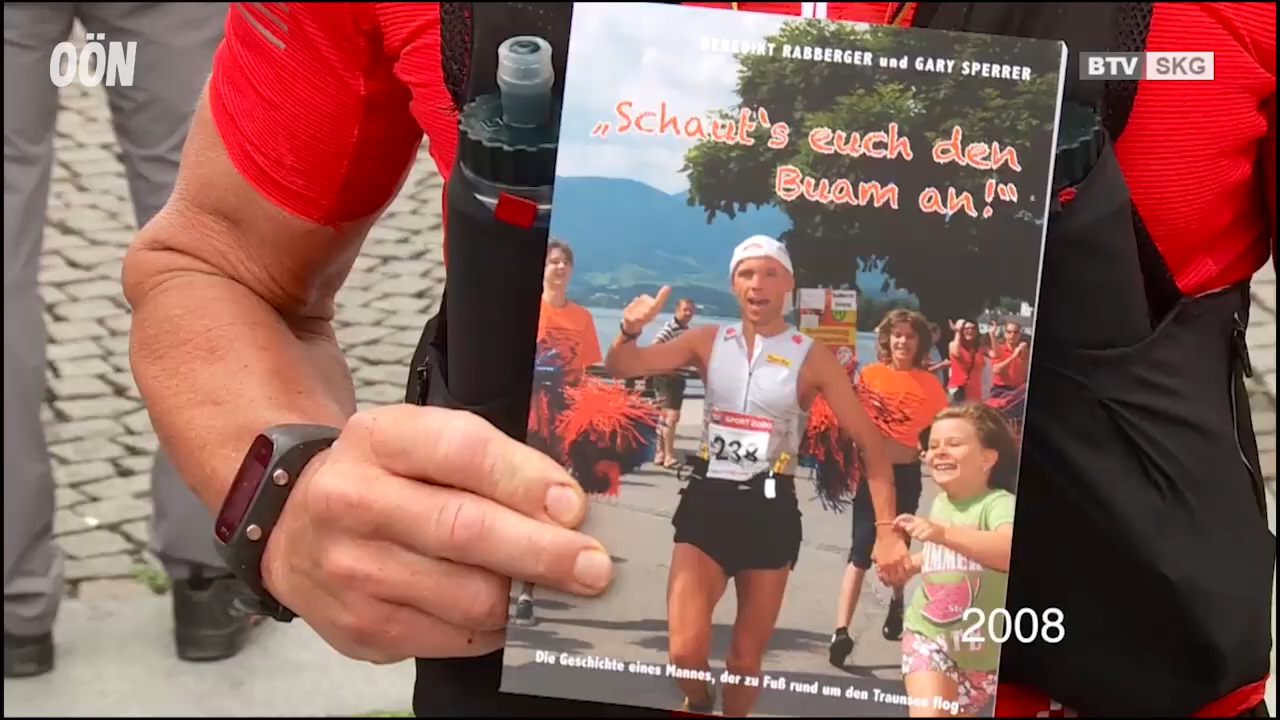 OÖN
BTV SKG
BENEDIKT RABBERGER und GARY SPERRER
„Schaut's euch den
Buam an!“
SPORT 2000
238
2008
Die Geschichte eines Mannes, der zu Fuß rund um den Traunsee flog.